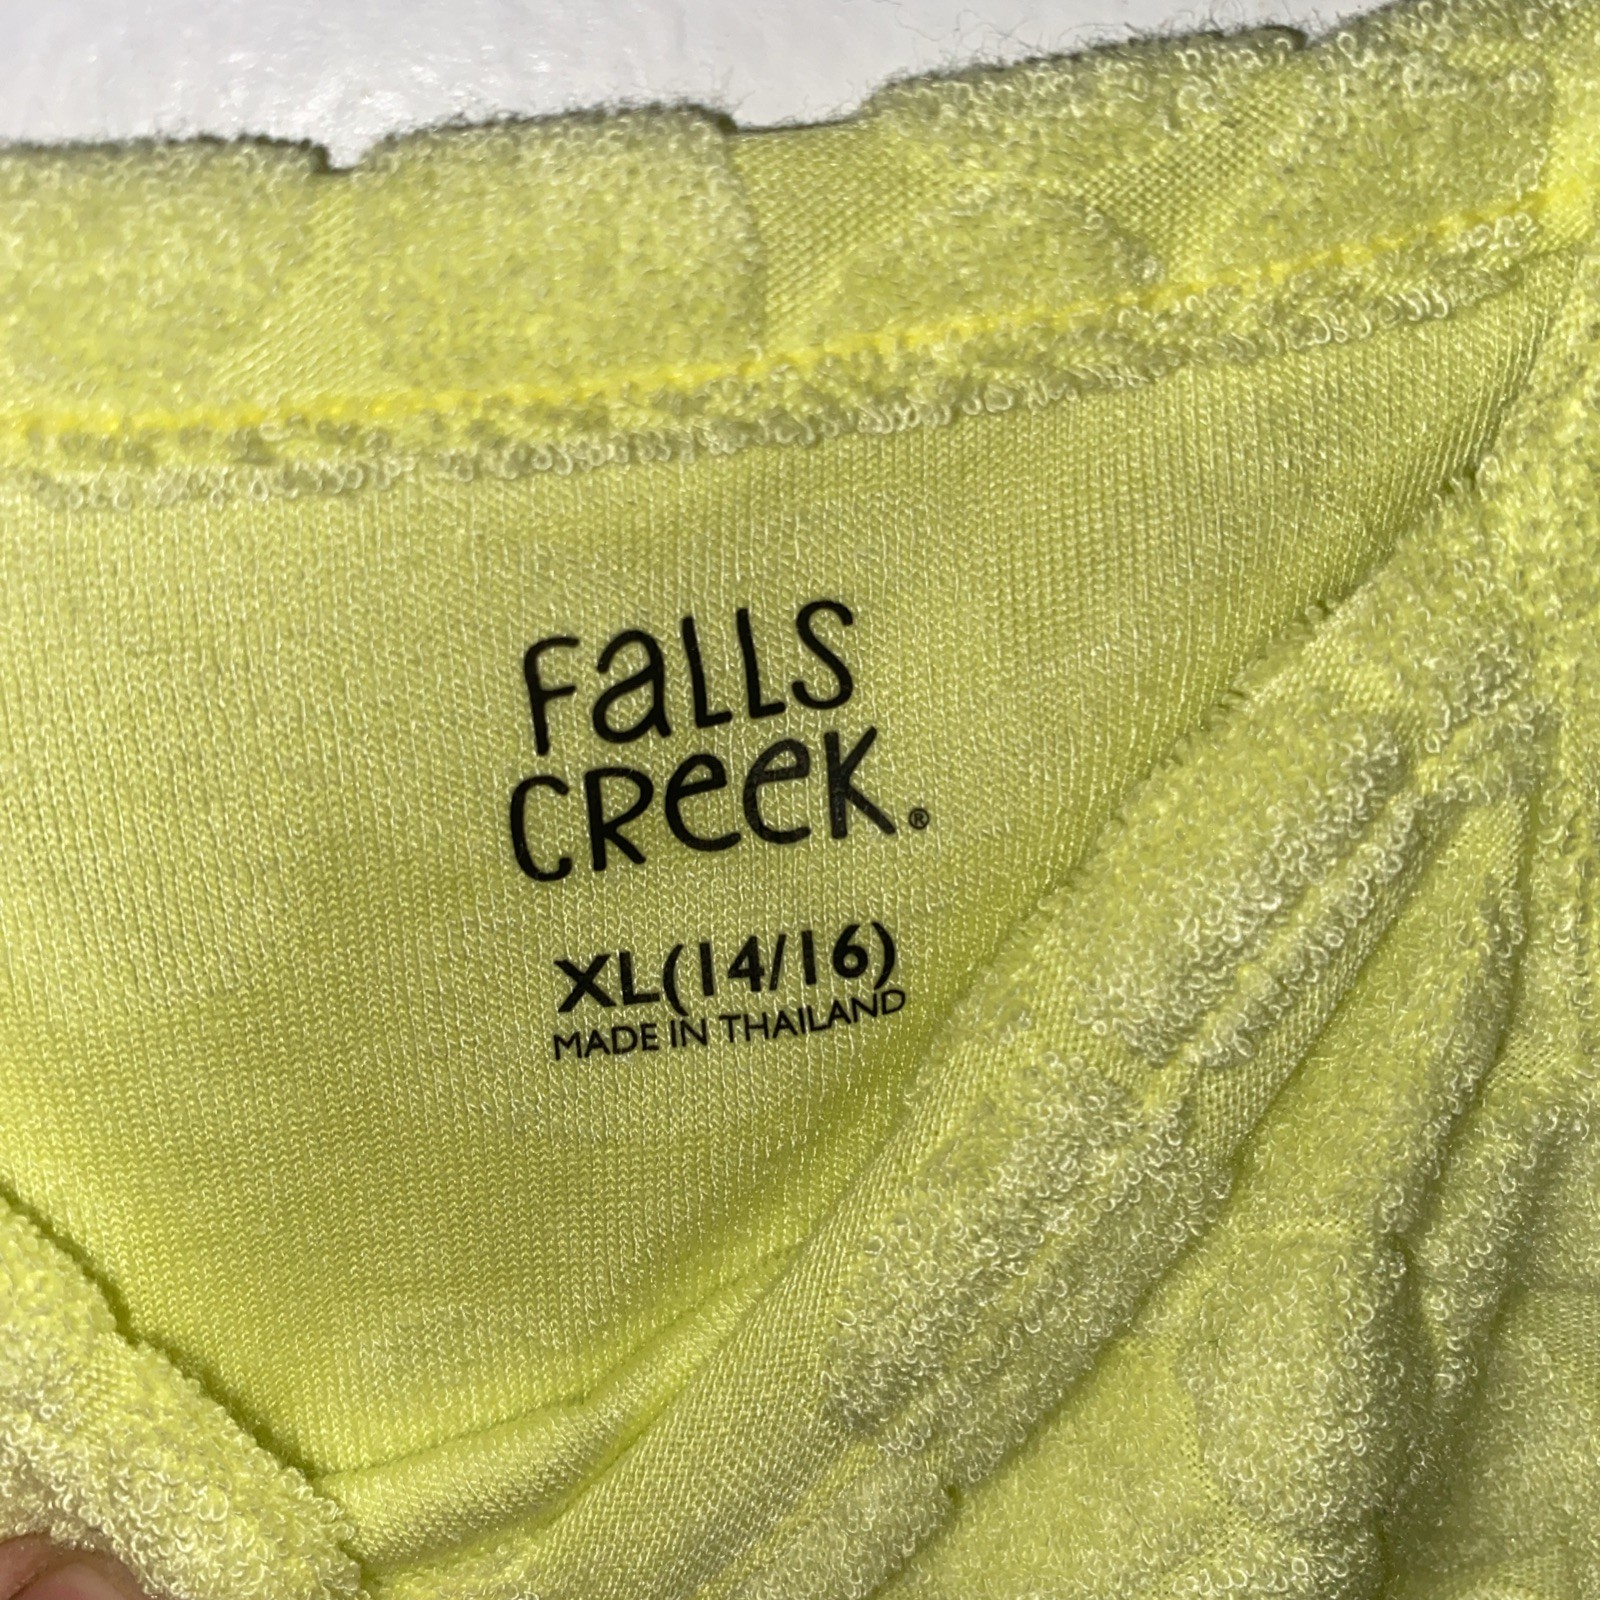 Falls
CReeK.®
XL(14/16)
MADE IN THAILAND